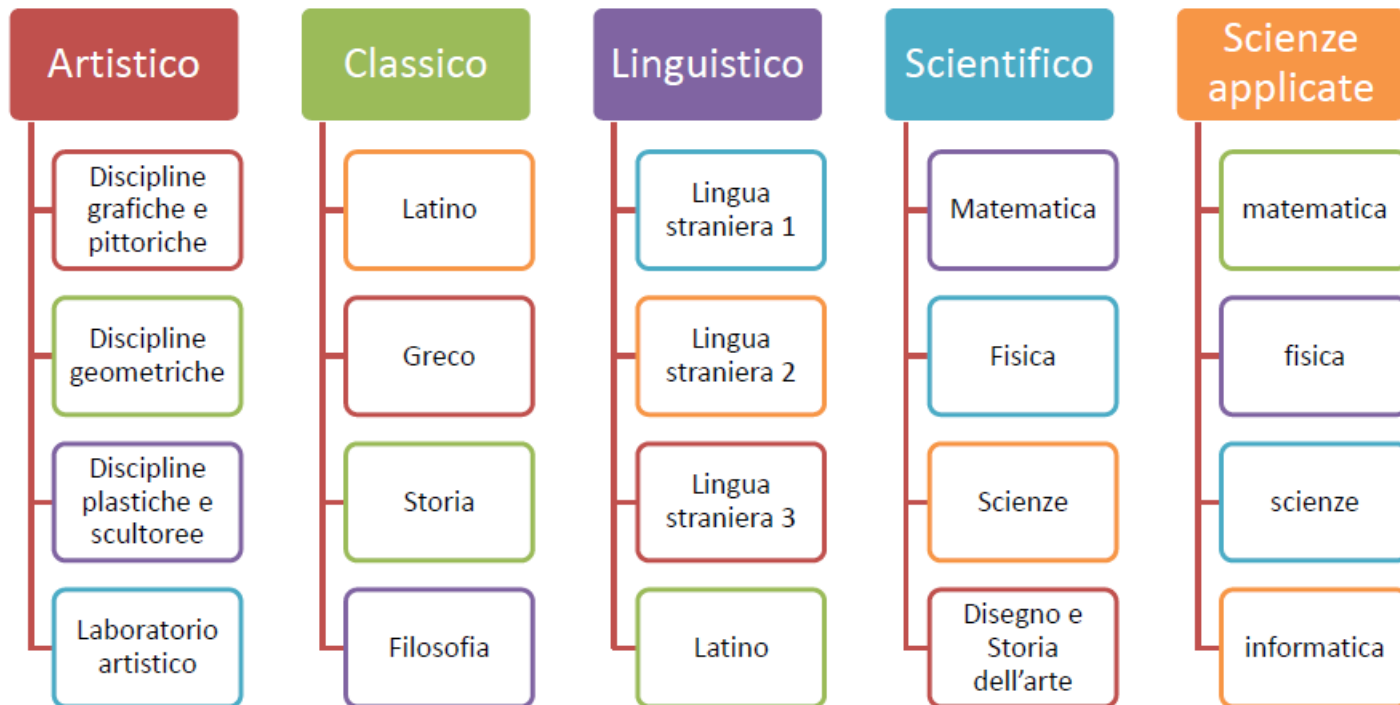 Artistico
Discipline
grafiche e
pittoriche
Discipline
geometriche
Discipline
plastiche e
scultoree
Laboratorio
artistico
Classico
Latino
Greco
Storia
Filosofia
Linguistico
Lingua
straniera 1
Lingua
straniera 2
Lingua
straniera 3
Latino
Scientifico
Matematica
Fisica
Scienze
Disegno e
Storia
dell'arte
Scienze
applicate
matematica
fisica
scienze
informatica